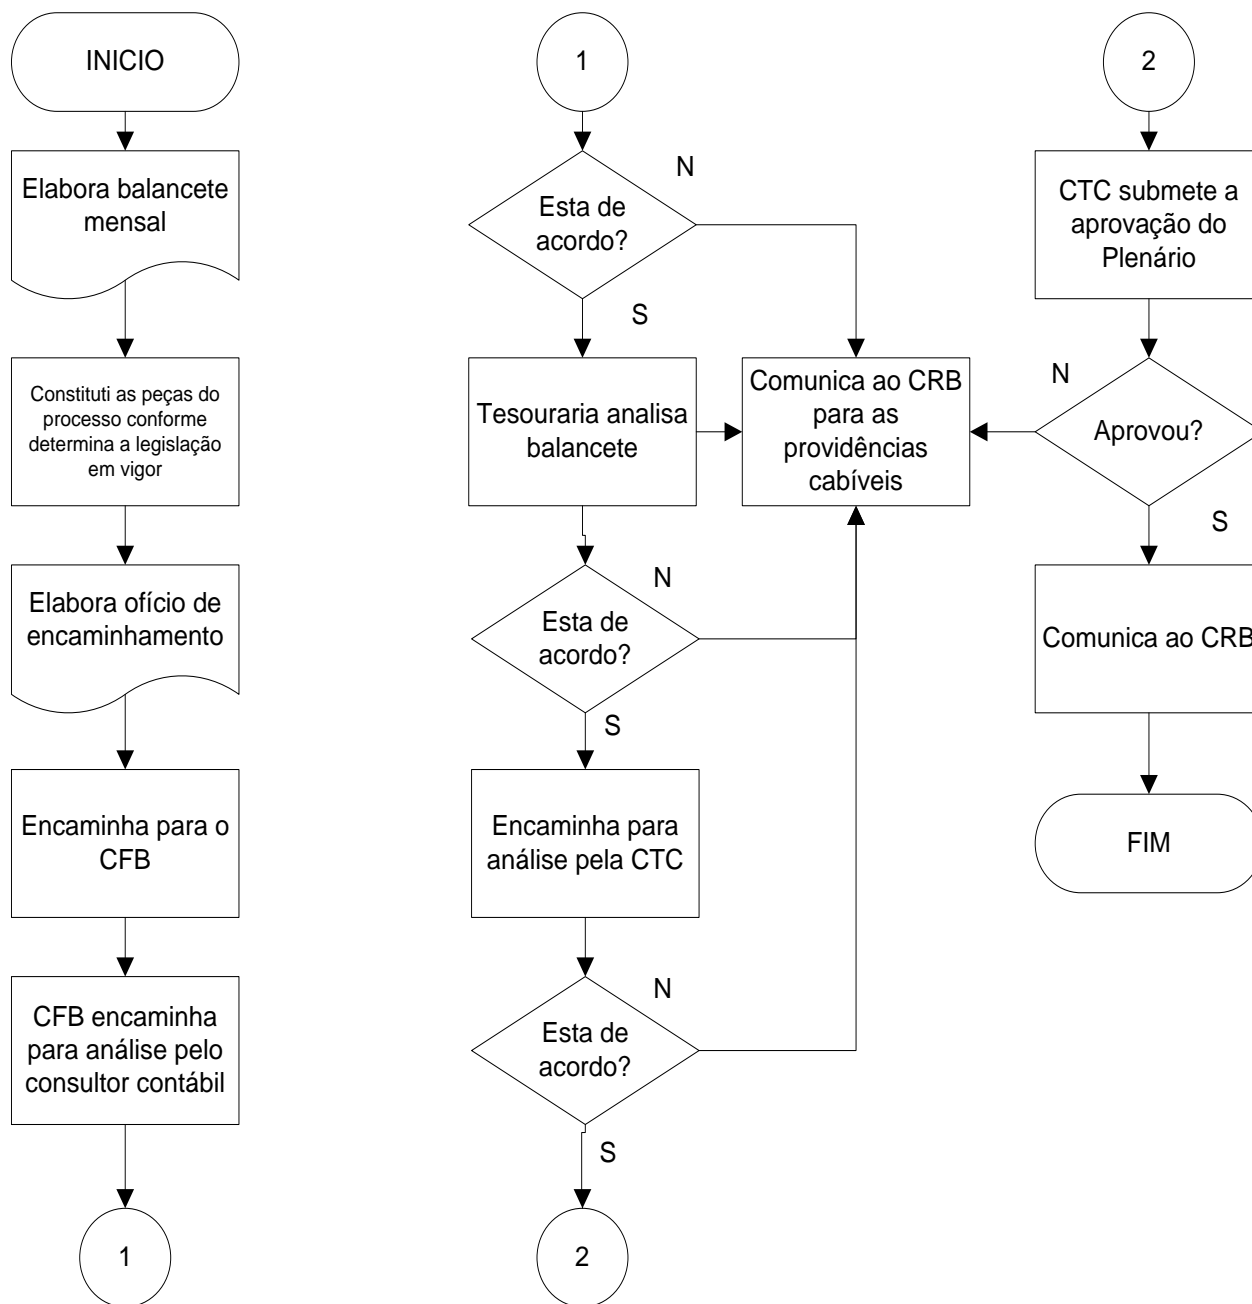 INICIO
Elabora balancete
mensal
Constituti as peças do
processo conforme
determina a legislação
em vigor
Elabora ofício de
encaminhamento
Encaminha para o
CFB
CFB encaminha
para análise pelo
consultor contábil
1
1
Esta de
acordo?
N
S
Tesouraria analisa
balancete
Comunica ao CRB
para as
providências
cabíveis
Esta de
acordo?
N
S
Encaminha para
análise pela CTC
Esta de
acordo?
N
S
2
2
CTC submete a
aprovação do
Plenário
N
Aprovou?
S
Comunica ao CRB
FIM